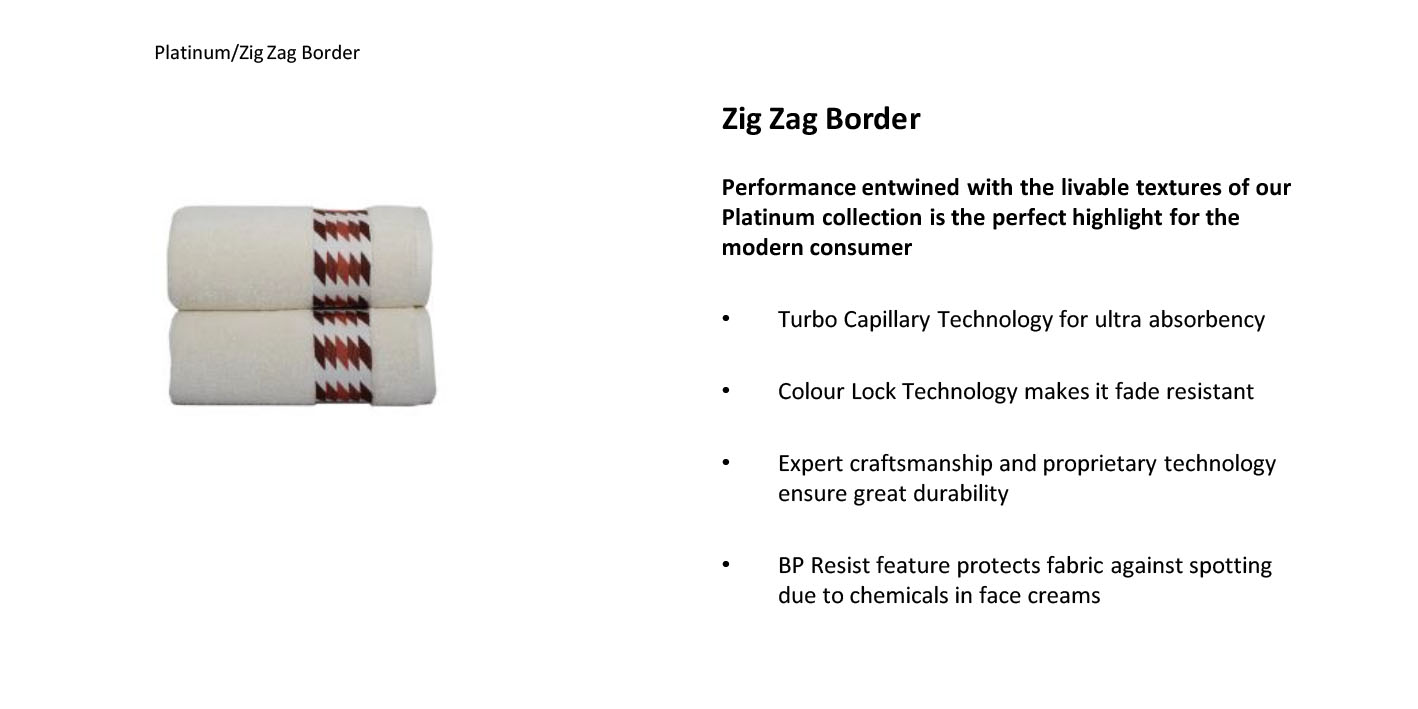 Platinum/Zig Zag Border
Zig Zag Border
Performance entwined with the livable textures of our
Platinum collection is the perfect highlight for the
modern consumer
• Turbo Capillary Technology for ultra absorbency
• Colour Lock Technology makes it fade resistant
• Expert craftsmanship and proprietary technology
ensure great durability
• BP Resist feature protects fabric against spotting
due to chemicals in face creams